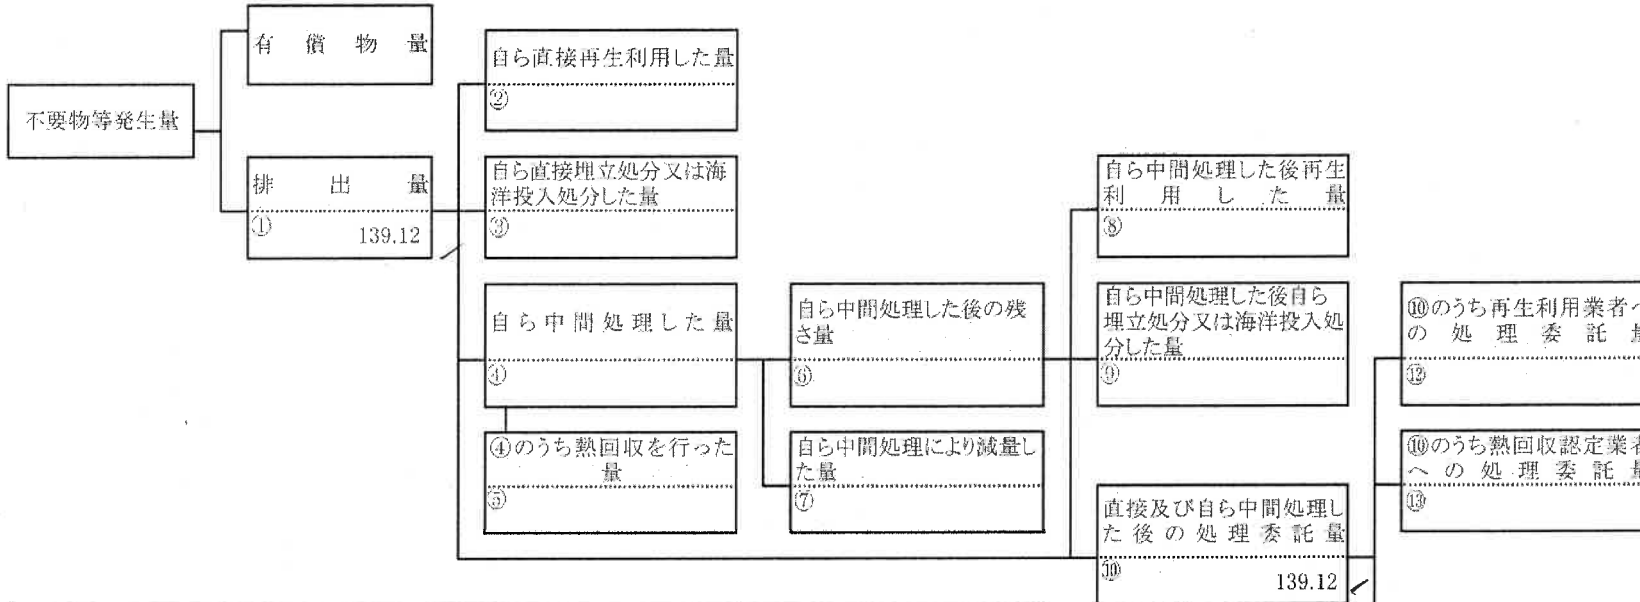 有償物量
不要物等発生量
排出量
①
139.12
自ら直接再生利用した量
②
自ら直接埋立処分又は海
洋投入処分した量
③
自ら中間処理した量
④
④のうち熱回収を行った
量
⑤
自ら中間処理した後の残
さ量
⑥
自ら中間処理により減量し
た量
⑦
自ら中間処理した後再生
利用した量
⑧
自ら中間処理した後自ら
埋立処分又は海洋投入処
分した量
⑨
直接及び自ら中間処理し
た後の処理委託量
⑩
139.12
⑩のうち再生利用業者へ
の処理委託量
⑫
⑩のうち熱回収認定業者
への処理委託量
⑬